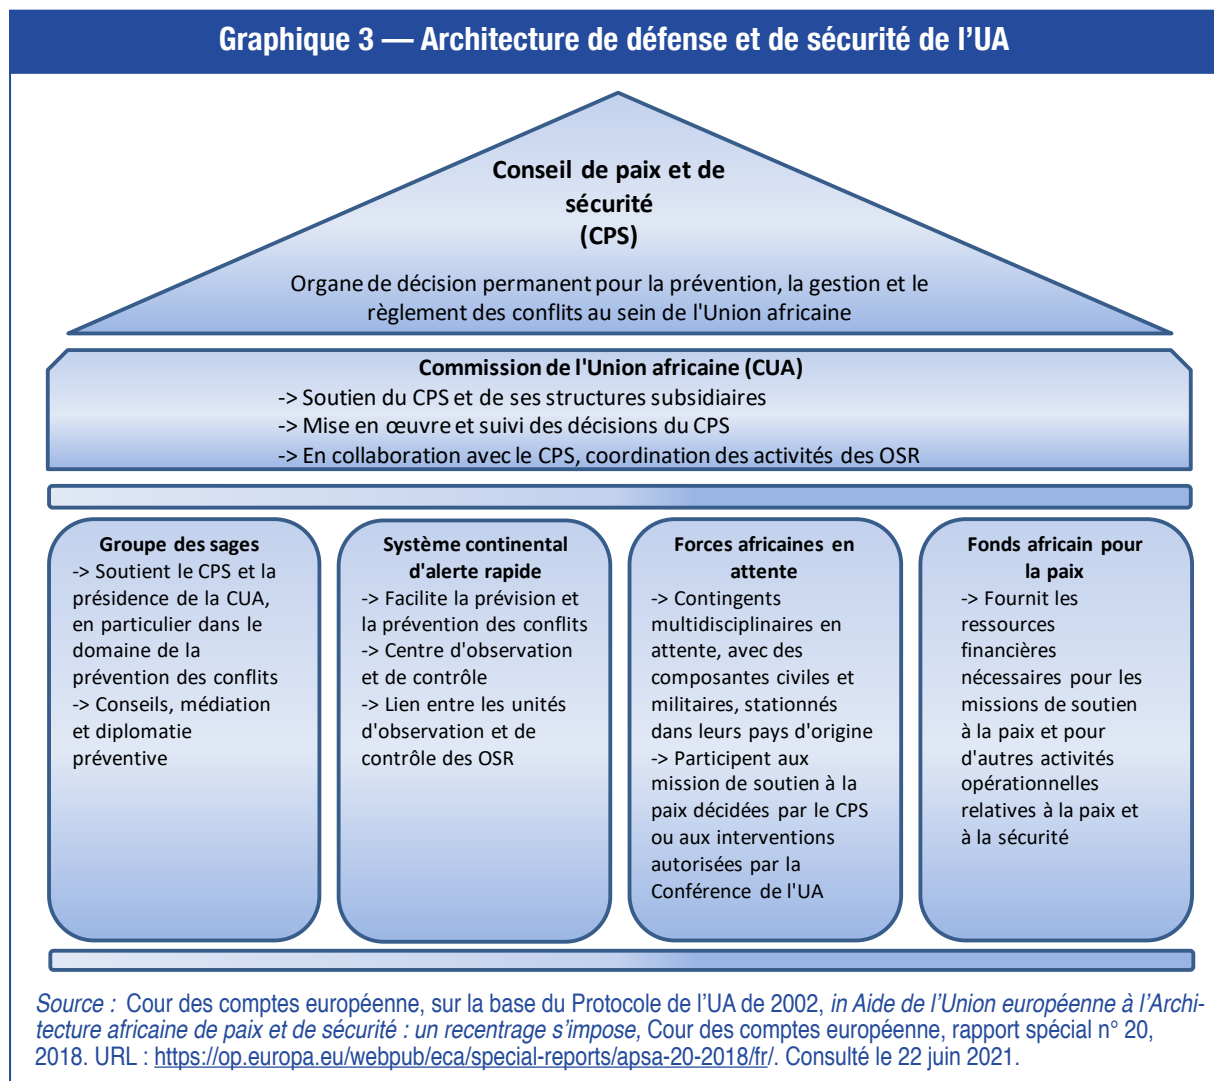 Graphique 3 — Architecture de défense et de sécurité de l’UA
Conseil de paix et de
sécurité
(CPS)
Organe de décision permanent pour la prévention, la gestion et le
règlement des conflits au sein de l'Union africaine
Commission de l'Union africaine (CUA)
-> Soutien du CPS et de ses structures subsidiaires
-> Mise en œuvre et suivi des décisions du CPS
-> En collaboration avec le CPS, coordination des activités des OSR
Groupe des sages
-> Soutient le CPS et la
présidence de la CUA,
en particulier dans le
domaine de la
prévention des conflits
-> Conseils, médiation
et diplomatie
préventive
Système continental
d'alerte rapide
-> Facilite la prévision et
la prévention des conflits
-> Centre d'observation
et de contrôle
-> Lien entre les unités
d'observation et de
contrôle des OSR
Forces africaines en
attente
-> Contingents
multidisciplinaires en
attente, avec des
composantes civiles et
militaires, stationnés
dans leurs pays d'origine
-> Participent aux
mission de soutien à la
paix décidées par le CPS
ou aux interventions
autorisées par la
Conférence de l'UA
Fonds africain pour
la paix
-> Fournit les
ressources
financières
nécessaires pour les
missions de soutien
à la paix et pour
d'autres activités
opérationnelles
relatives à la paix et
à la sécurité
Source : Cour des comptes européenne, sur la base du Protocole de l’UA de 2002, in Aide de l’Union européenne à l’Archi-
tecture africaine de paix et de sécurité : un recentrage s’impose, Cour des comptes européenne, rapport spécial n° 20,
2018. URL : https://op.europa.eu/webpub/eca/special-reports/apsa-20-2018/fr/. Consulté le 22 juin 2021.